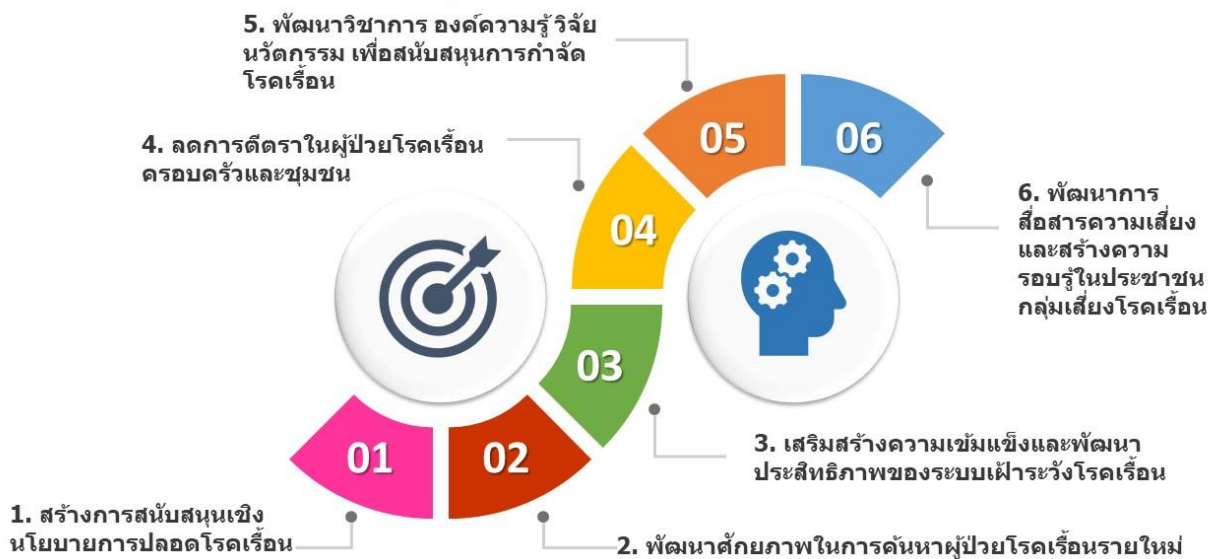 5. พัฒนาวิชาการ องค์ความรู้ วิจัย
นวัตกรรม เพื่อสนับสนุนการกำจัด
โรคเรื้อน
4. ลดการตีตราในผู้ป่วยโรคเรื้อน
ครอบครัวและชุมชน
05
06
04
6. พัฒนาการ
สื่อสารความเสี่ยง
และสร้างความ
รอบรู้ในประชาชน
กลุ่มเสี่ยงโรคเรื้อน
03
01
02
3. เสริมสร้างความเข้มแข็งและพัฒนา
ประสิทธิภาพของระบบเฝ้าระวังโรคเรื้อน
1. สร้างการสนับสนุนเชิง
นโยบายการปลอดโรคเรื้อน
2. พัฒนาศักยภาพในการค้นหาผู้ป่วยโรคเรื้อนรายใหม่